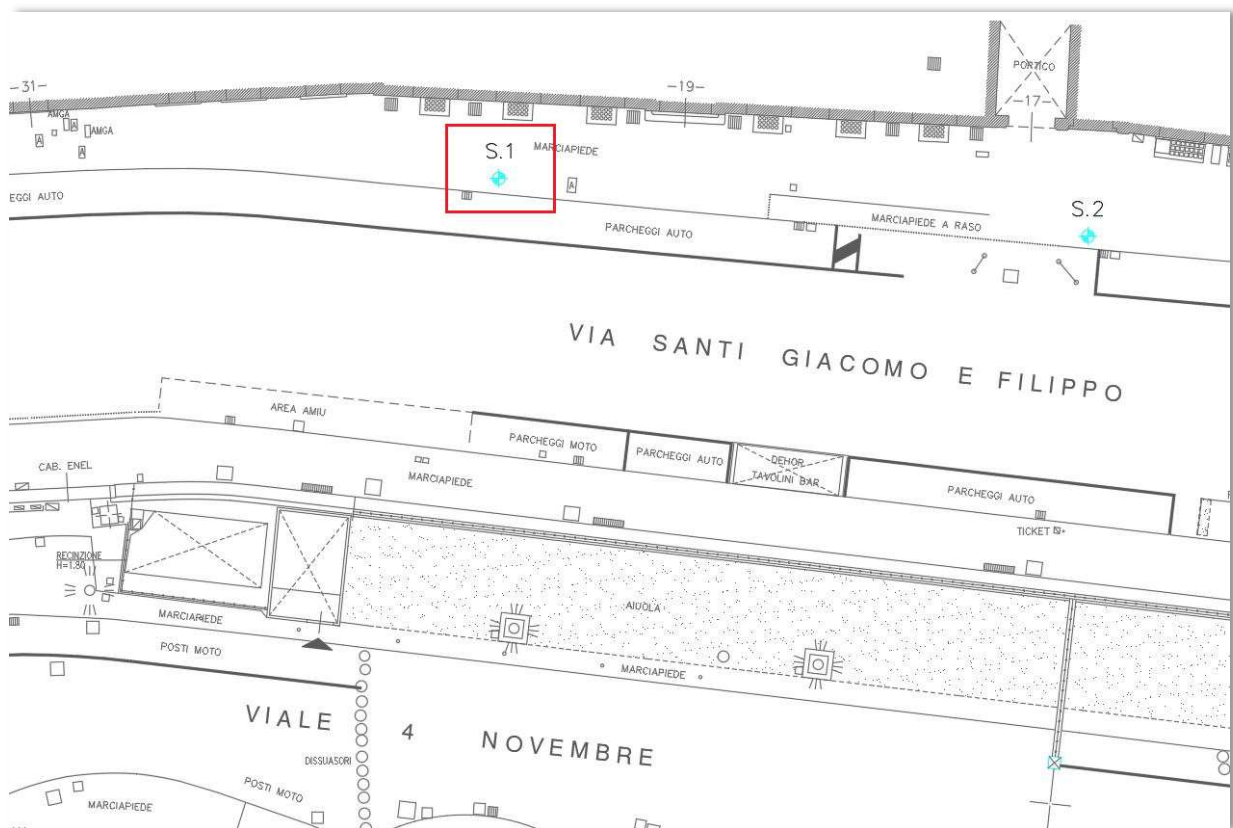 -31-
-19-
PORTICO
-17-
AMGA
AMGA
A
A
A
S.1
MARCIAPIEDE
A
EGGI AUTO
PARCHEGGI AUTO
MARCIAPIEDE A RASO
S.2
VIA SANTI GIACOMO E FILIPPO
AREA AMIU
PARCHEGGI MOTO
PARCHEGGI AUTO
DEHOR
TAVOLINI BAR
PARCHEGGI AUTO
CAB. ENEL
MARCIAPIEDE
TICKET
RECINZIONE
H=1.80
AIUOLA
MARCIAPIEDE
POSTI MOTO
MARCIAPIEDE
VIALE 4 NOVEMBRE
DISSUASORI
POSTI MOTO
MARCIAPIEDE